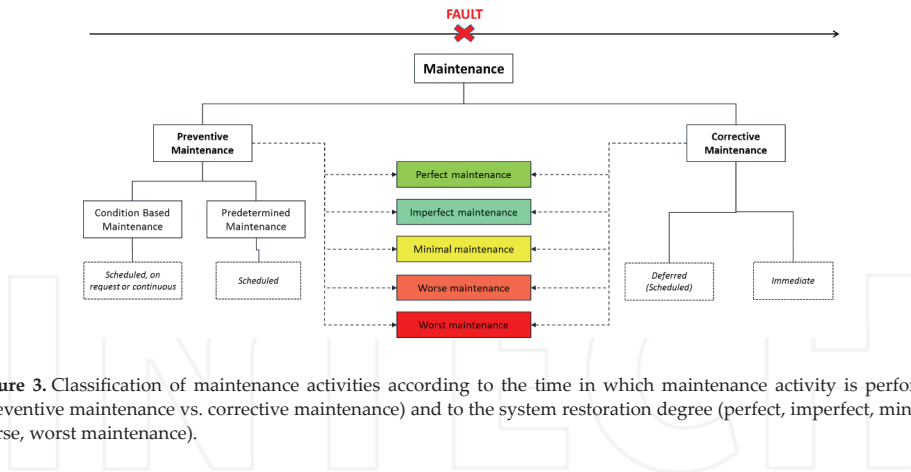 FAULT
Maintenance
Preventive
Maintenance
Corrective
Maintenance
Perfect maintenance
Imperfect maintenance
Minimal maintenance
Worse maintenance
Worst maintenance
Condition Based
Maintenance
Predetermined
Maintenance
Scheduled, on
request or continuous
Scheduled
Deferred
(Scheduled)
Immediate
ure 3. Classification of maintenance activities according to the time in which maintenance activity is perfor
eventive maintenance vs. corrective maintenance) and to the system restoration degree (perfect, imperfect, min
rse, worst maintenance).
INTECH